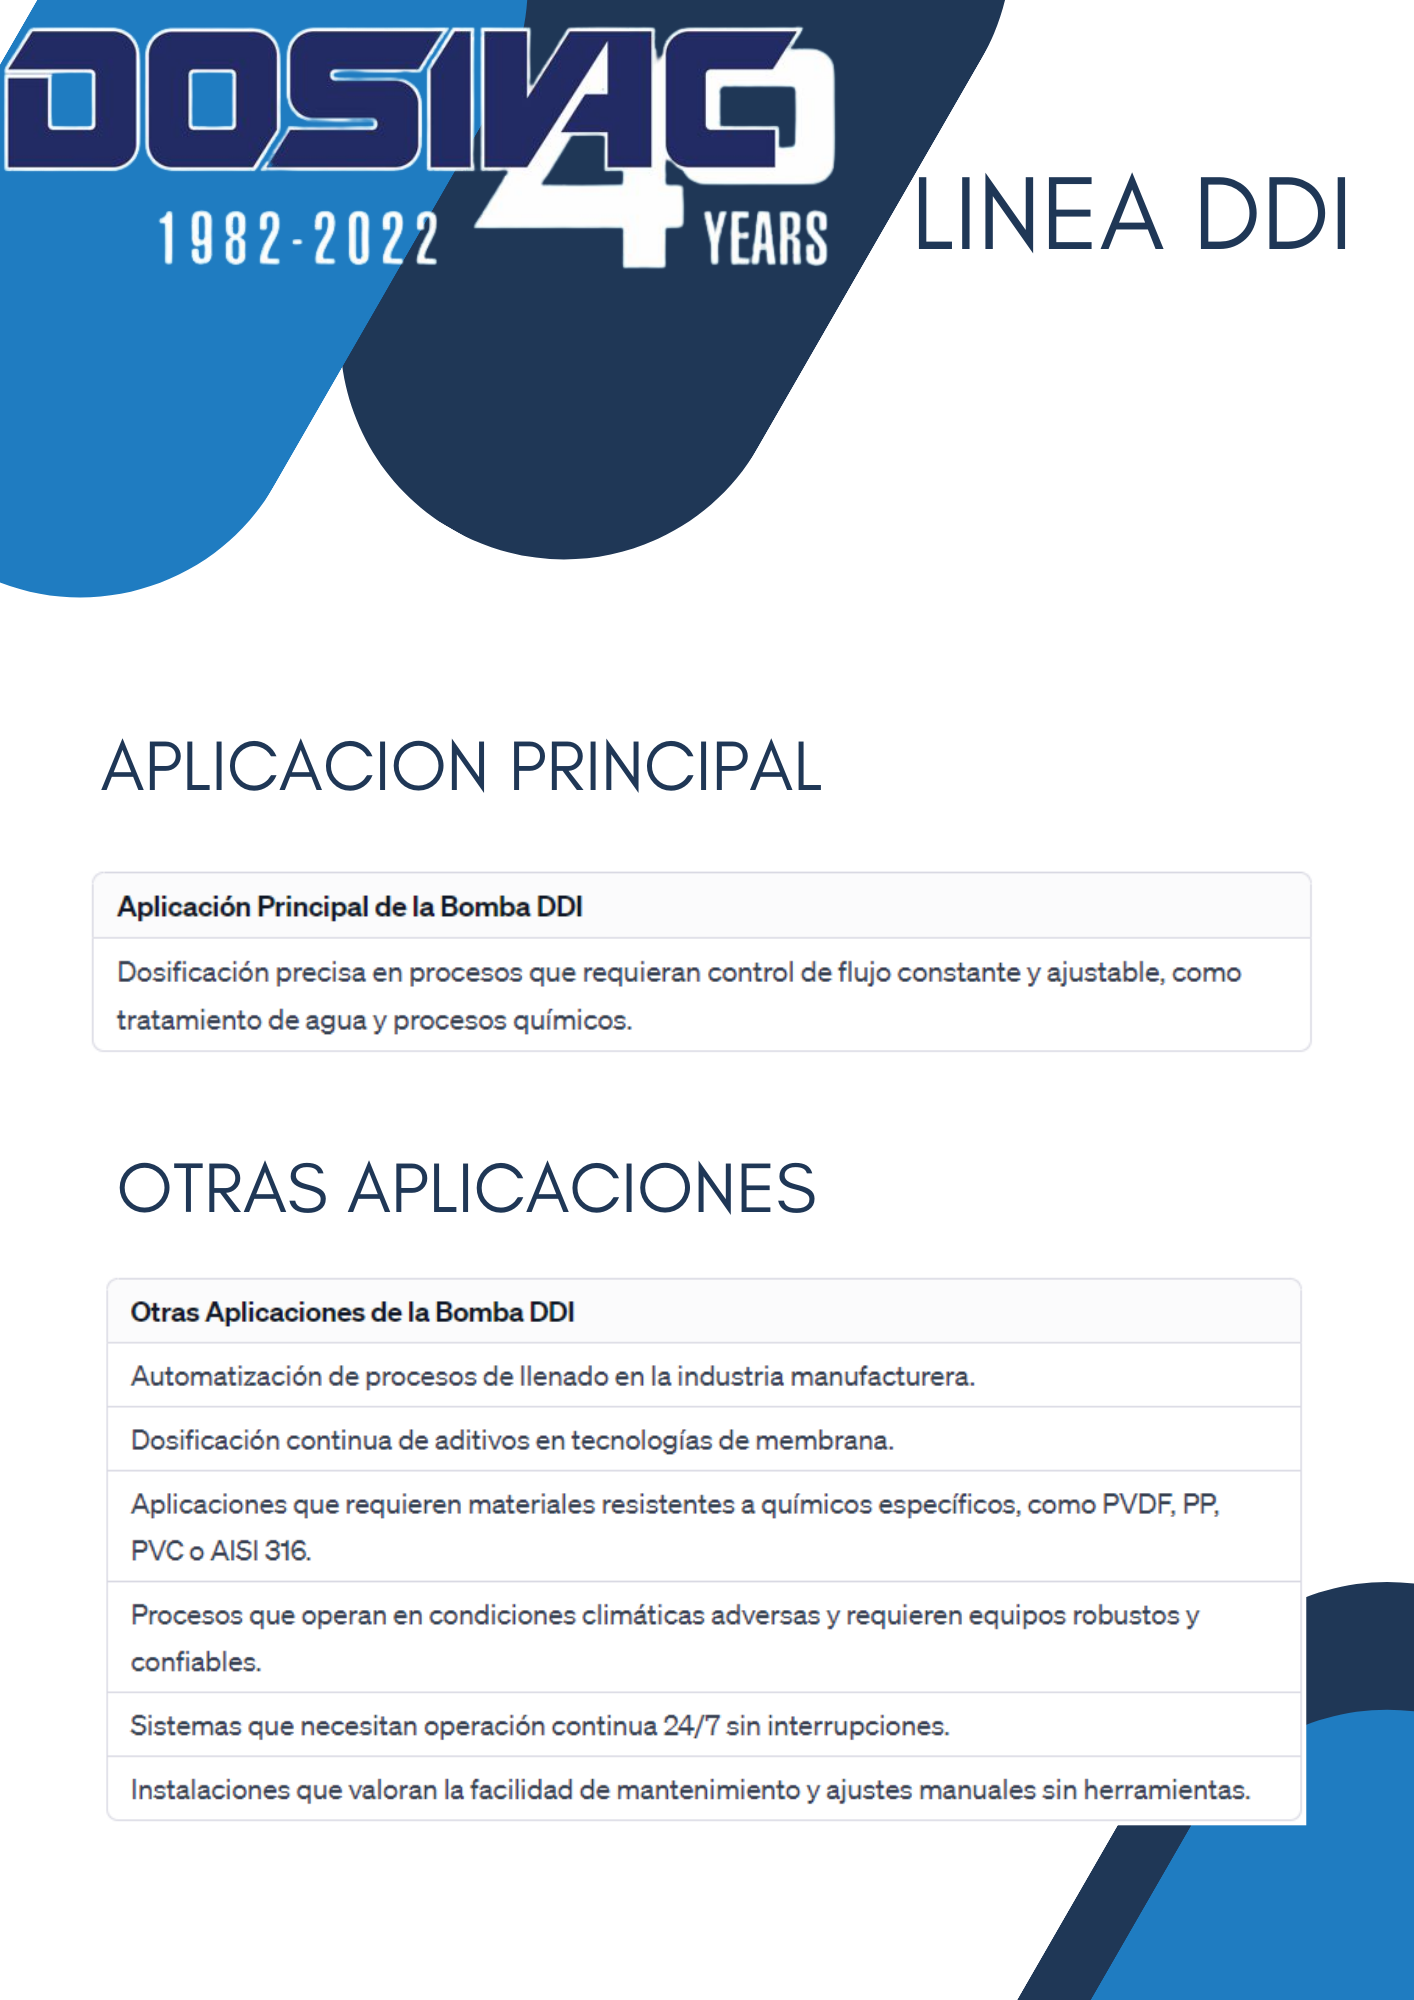 DOSIVAC
40
1982-2022
YEARS
LINEA DDI
APLICACION PRINCIPAL
Aplicación Principal de la Bomba DDI
Dosificación precisa en procesos que requieran control de flujo constante y ajustable, como
tratamiento de agua y procesos químicos.
OTRAS APLICACIONES
Otras Aplicaciones de la Bomba DDI
Automatización de procesos de llenado en la industria manufacturera.
Dosificación continua de aditivos en tecnologías de membrana.
Aplicaciones que requieren materiales resistentes a químicos específicos, como PVDF, PP,
PVC o AISI 316.
Procesos que operan en condiciones climáticas adversas y requieren equipos robustos y
confiables.
Sistemas que necesitan operación continua 24/7 sin interrupciones.
Instalaciones que valoran la facilidad de mantenimiento y ajustes manuales sin herramientas.